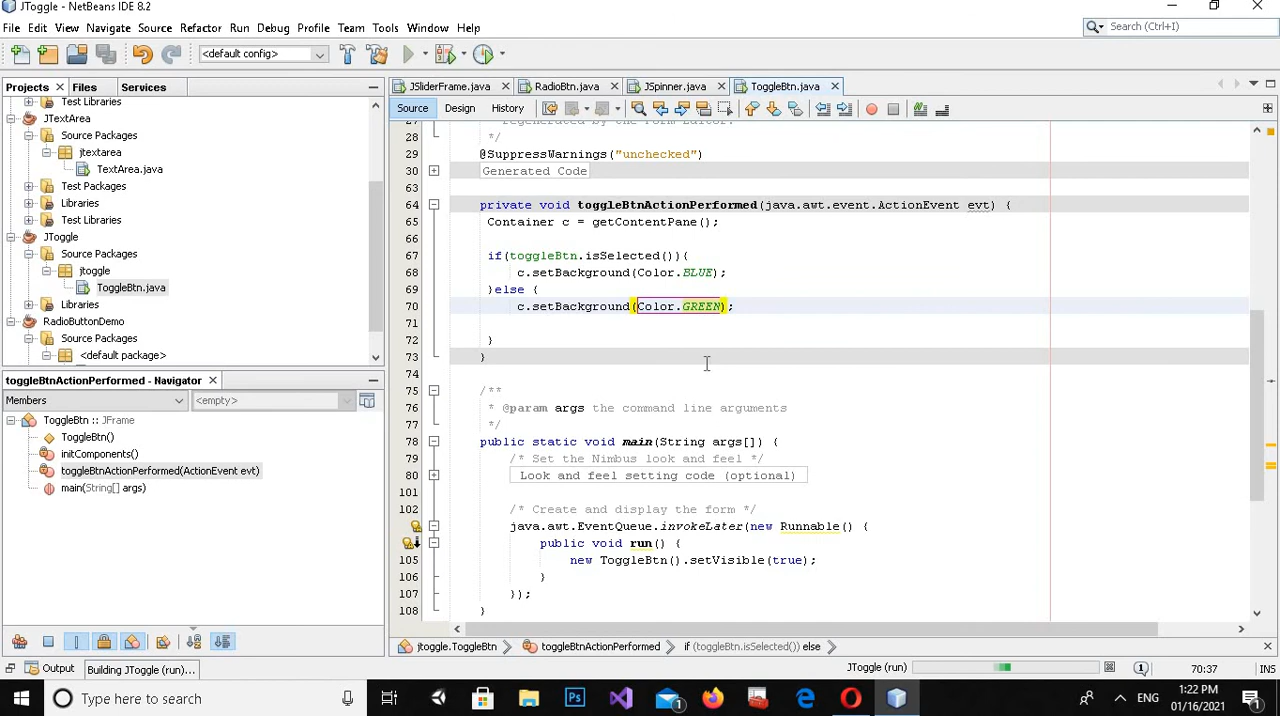 JToggle - NetBeans IDE 8.2
File Edit View Navigate Source Refactor Run Debug Profile Team Tools Window Help
Search (Ctrl+I)
<default config>
Projects Files Services
Test Libraries
JTextArea
Source Packages
jtextarea
TextArea.java
Test Packages
Libraries
Test Libraries
JToggle
Source Packages
jtoggle
ToggleBtn.java
Libraries
RadioButtonDemo
Source Packages
<default package>
toggleBtnActionPerformed - Navigator
Members <empty>
ToggleBtn :: JFrame
ToggleBtn()
initComponents()
toggleBtnActionPerformed(ActionEvent evt)
main(String[] args)
JSliderFrame.java RadioBtn.java JSpinner.java ToggleBtn.java
Source Design History
27 regenerated by the Form Editor.
28 */
29 @SuppressWarnings("unchecked")
30 Generated Code
63
64 private void toggleBtnActionPerformed(java.awt.event.ActionEvent evt) {
65 Container c = getContentPane();
66
67 if(toggleBtn.isSelected()){
68 c.setBackground(Color.BLUE);
69 }else {
70 c.setBackground(Color.GREEN);
71
72 }
73 }
74
75 /**
76 * @param args the command line arguments
77 */
78 public static void main(String args[]) {
79 /* Set the Nimbus look and feel */
80 Look and feel setting code (optional)
101
102 /* Create and display the form */
java.awt.EventQueue.invokeLater(new Runnable() {
public void run() {
105 new ToggleBtn().setVisible(true);
106 }
107 });
108 }
jtoggle.ToggleBtn toggleBtnActionPerformed if (toggleBtn.isSelected()) else
Output Building JToggle (run)... JToggle (run) 1 70:37 INS
Type here to search
1
ENG
1:22 PM
01/16/2021
1